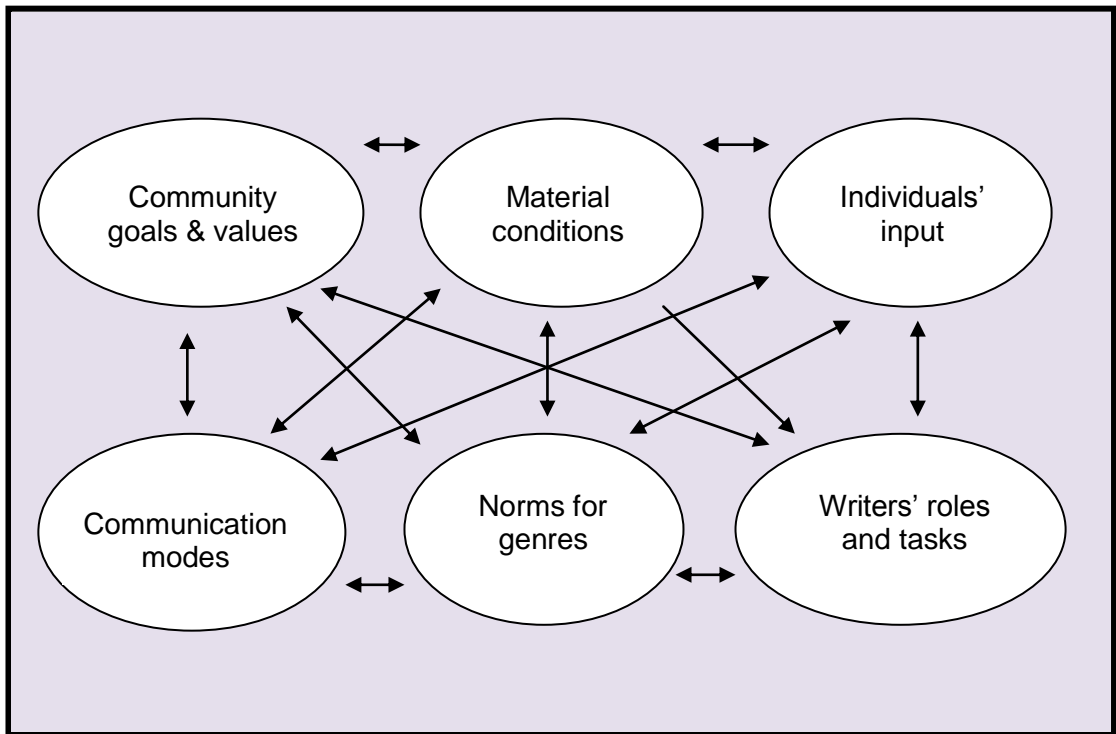 Community
goals & values
Material
conditions
Individuals’
input
Communication
modes
Norms for
genres
Writers’ roles
and tasks